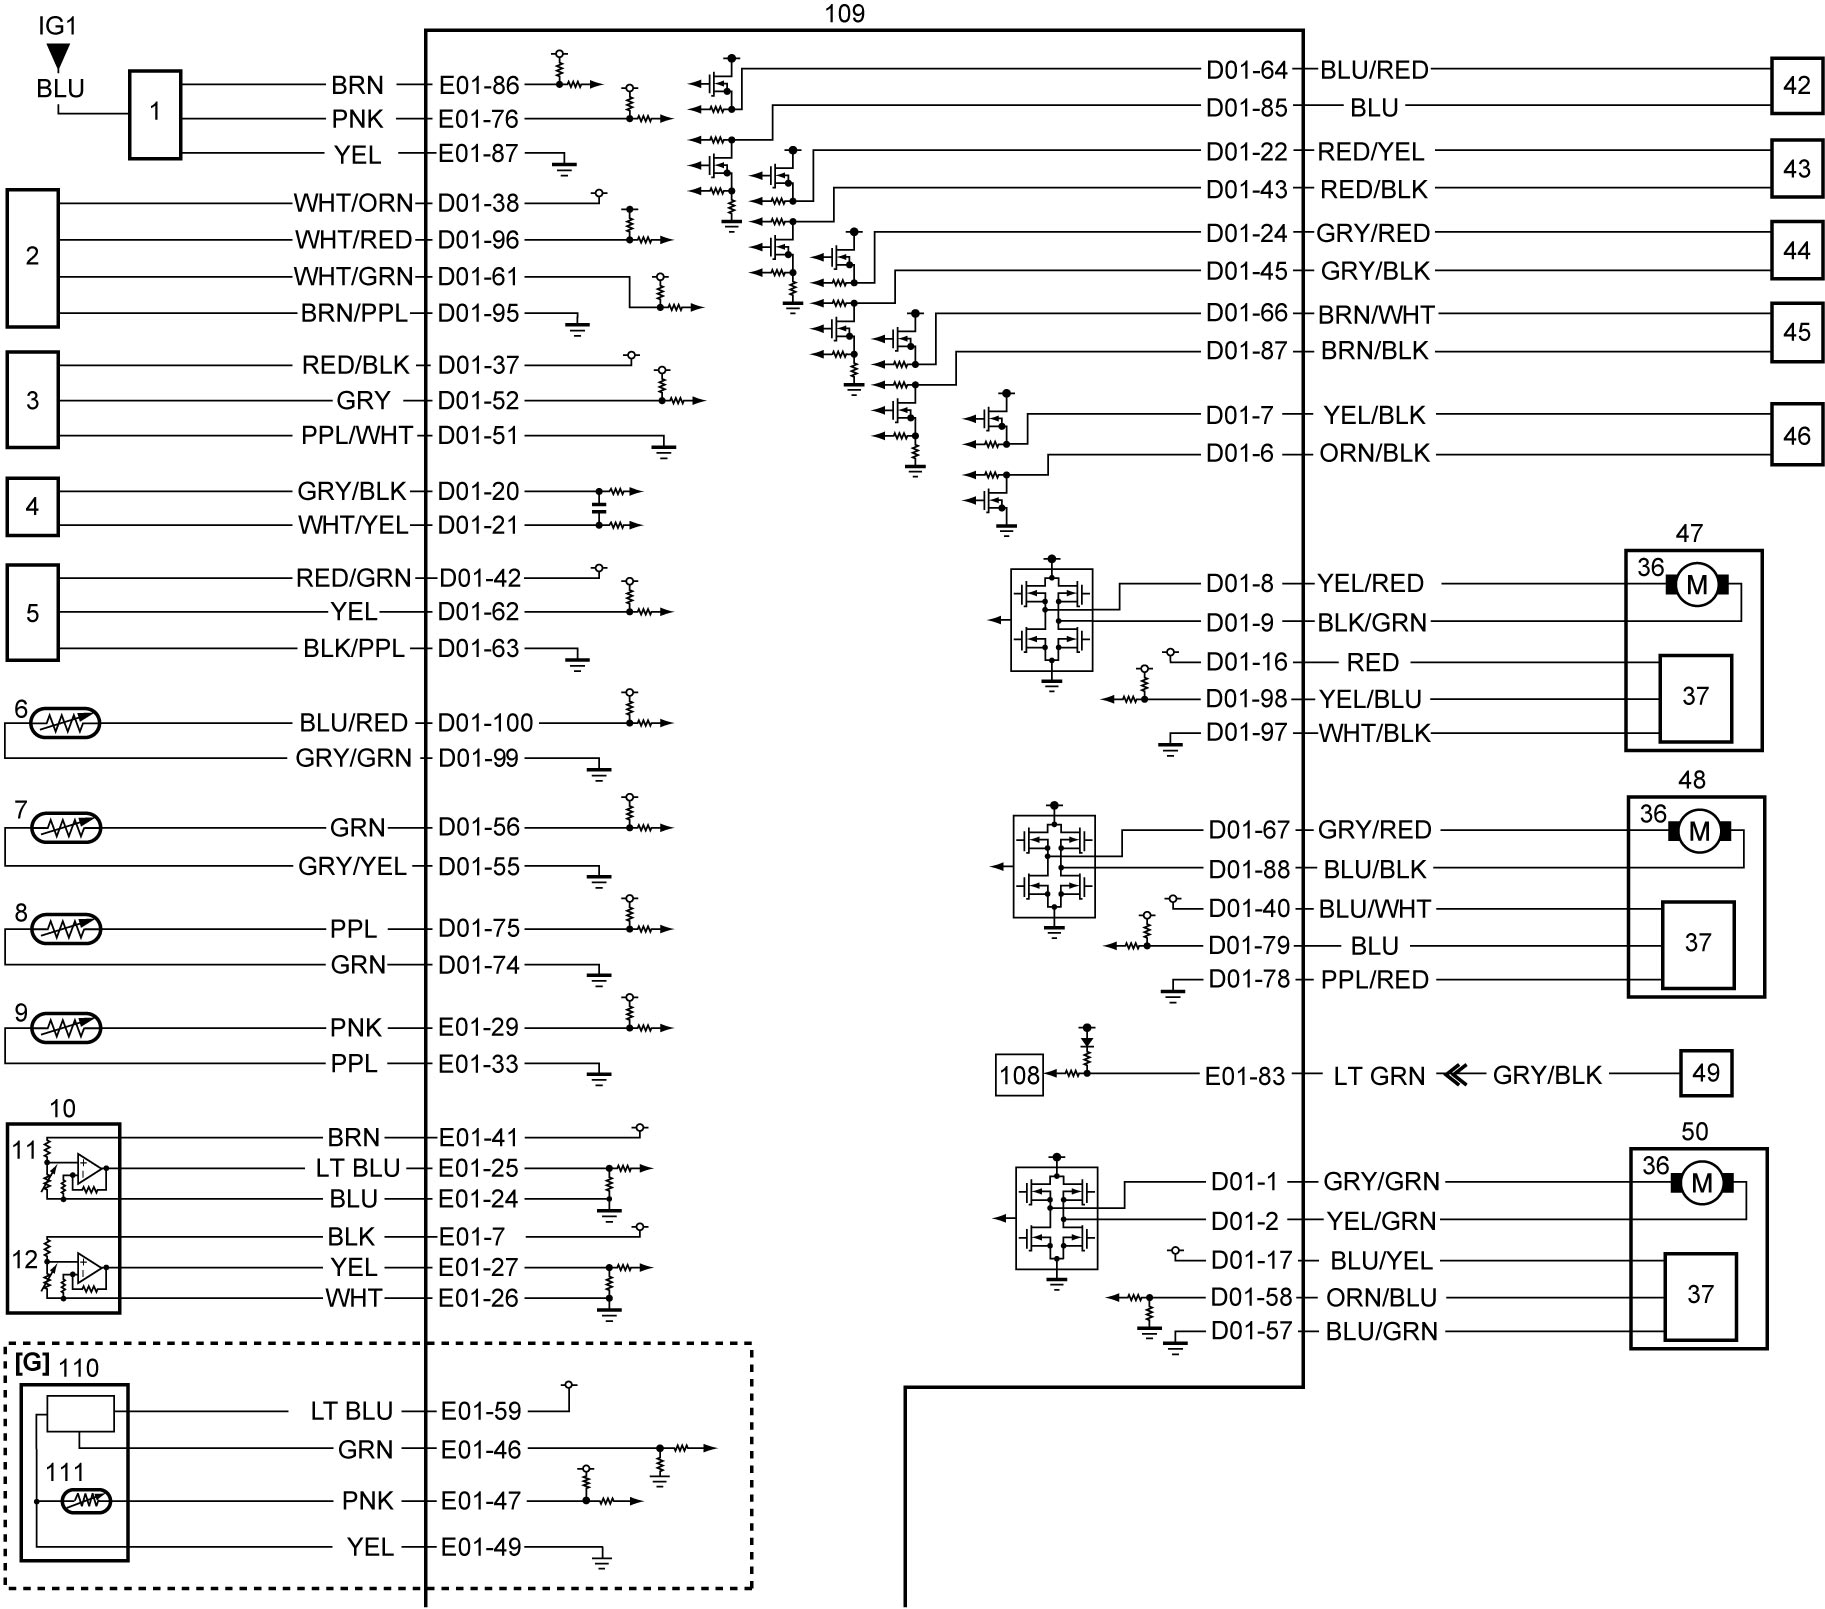 109
IG1
BLU
1
BRN E01-86
PNK E01-76
YEL E01-87
2
WHT/ORN D01-38
WHT/RED D01-96
WHT/GRN D01-61
BRN/PPL D01-95
3
RED/BLK D01-37
GRY D01-52
PPL/WHT D01-51
4
GRY/BLK D01-20
WHT/YEL D01-21
5
RED/GRN D01-42
YEL D01-62
BLK/PPL D01-63
6
BLU/RED D01-100
GRY/GRN D01-99
7
GRN D01-56
GRY/YEL D01-55
8
PPL D01-75
GRN D01-74
9
PNK E01-29
PPL E01-33
10
11
BRN E01-41
LT BLU E01-25
BLU E01-24
12
BLK E01-7
YEL E01-27
WHT E01-26
[G] 110
LT BLU E01-59
GRN E01-46
111
PNK E01-47
YEL E01-49
D01-64 BLU/RED
42
D01-85 BLU
D01-22 RED/YEL
43
D01-43 RED/BLK
D01-24 GRY/RED
44
D01-45 GRY/BLK
D01-66 BRN/WHT
45
D01-87 BRN/BLK
D01-7 YEL/BLK
46
D01-6 ORN/BLK
47
36 M
D01-8 YEL/RED
D01-9 BLK/GRN
D01-16 RED
D01-98 YEL/BLU
37
D01-97 WHT/BLK
48
36 M
D01-67 GRY/RED
D01-88 BLU/BLK
D01-40 BLU/WHT
D01-79 BLU
37
D01-78 PPL/RED
108
E01-83 LT GRN GRY/BLK 49
50
36 M
D01-1 GRY/GRN
D01-2 YEL/GRN
D01-17 BLU/YEL
D01-58 ORN/BLU
37
D01-57 BLU/GRN